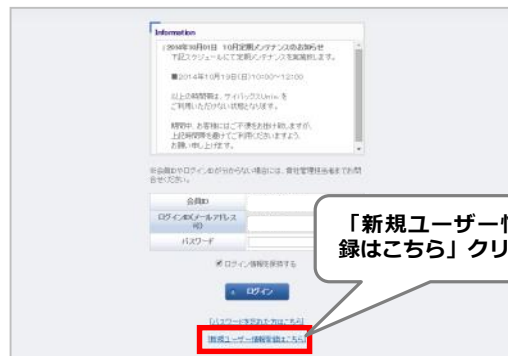 Information
2014年10月01日 10月定期メンテナンスのお知らせ
下記スケジュールにて定期メンテナンスを実施致します。
■2014年10月19日(日)10:00～12:00
以上の時間帯は、サイバックスUniv.を
ご利用いただけない状態となります。
期間中、お客様にはご不便をお掛け致しますが、
上記時間帯を避けてご利用くださいますよう、
お願い申し上げます。
※会員IDやログインIDが分からない場合には、貴社管理担当者までお問
合せください。
会員ID
ログインID(メールアドレス
可)
パスワード
ログイン情報を保持する
ログイン
[パスワードを忘れた方はこちら]
[新規ユーザー情報登録はこちら]
「新規ユーザー情
録はこちら」クリ